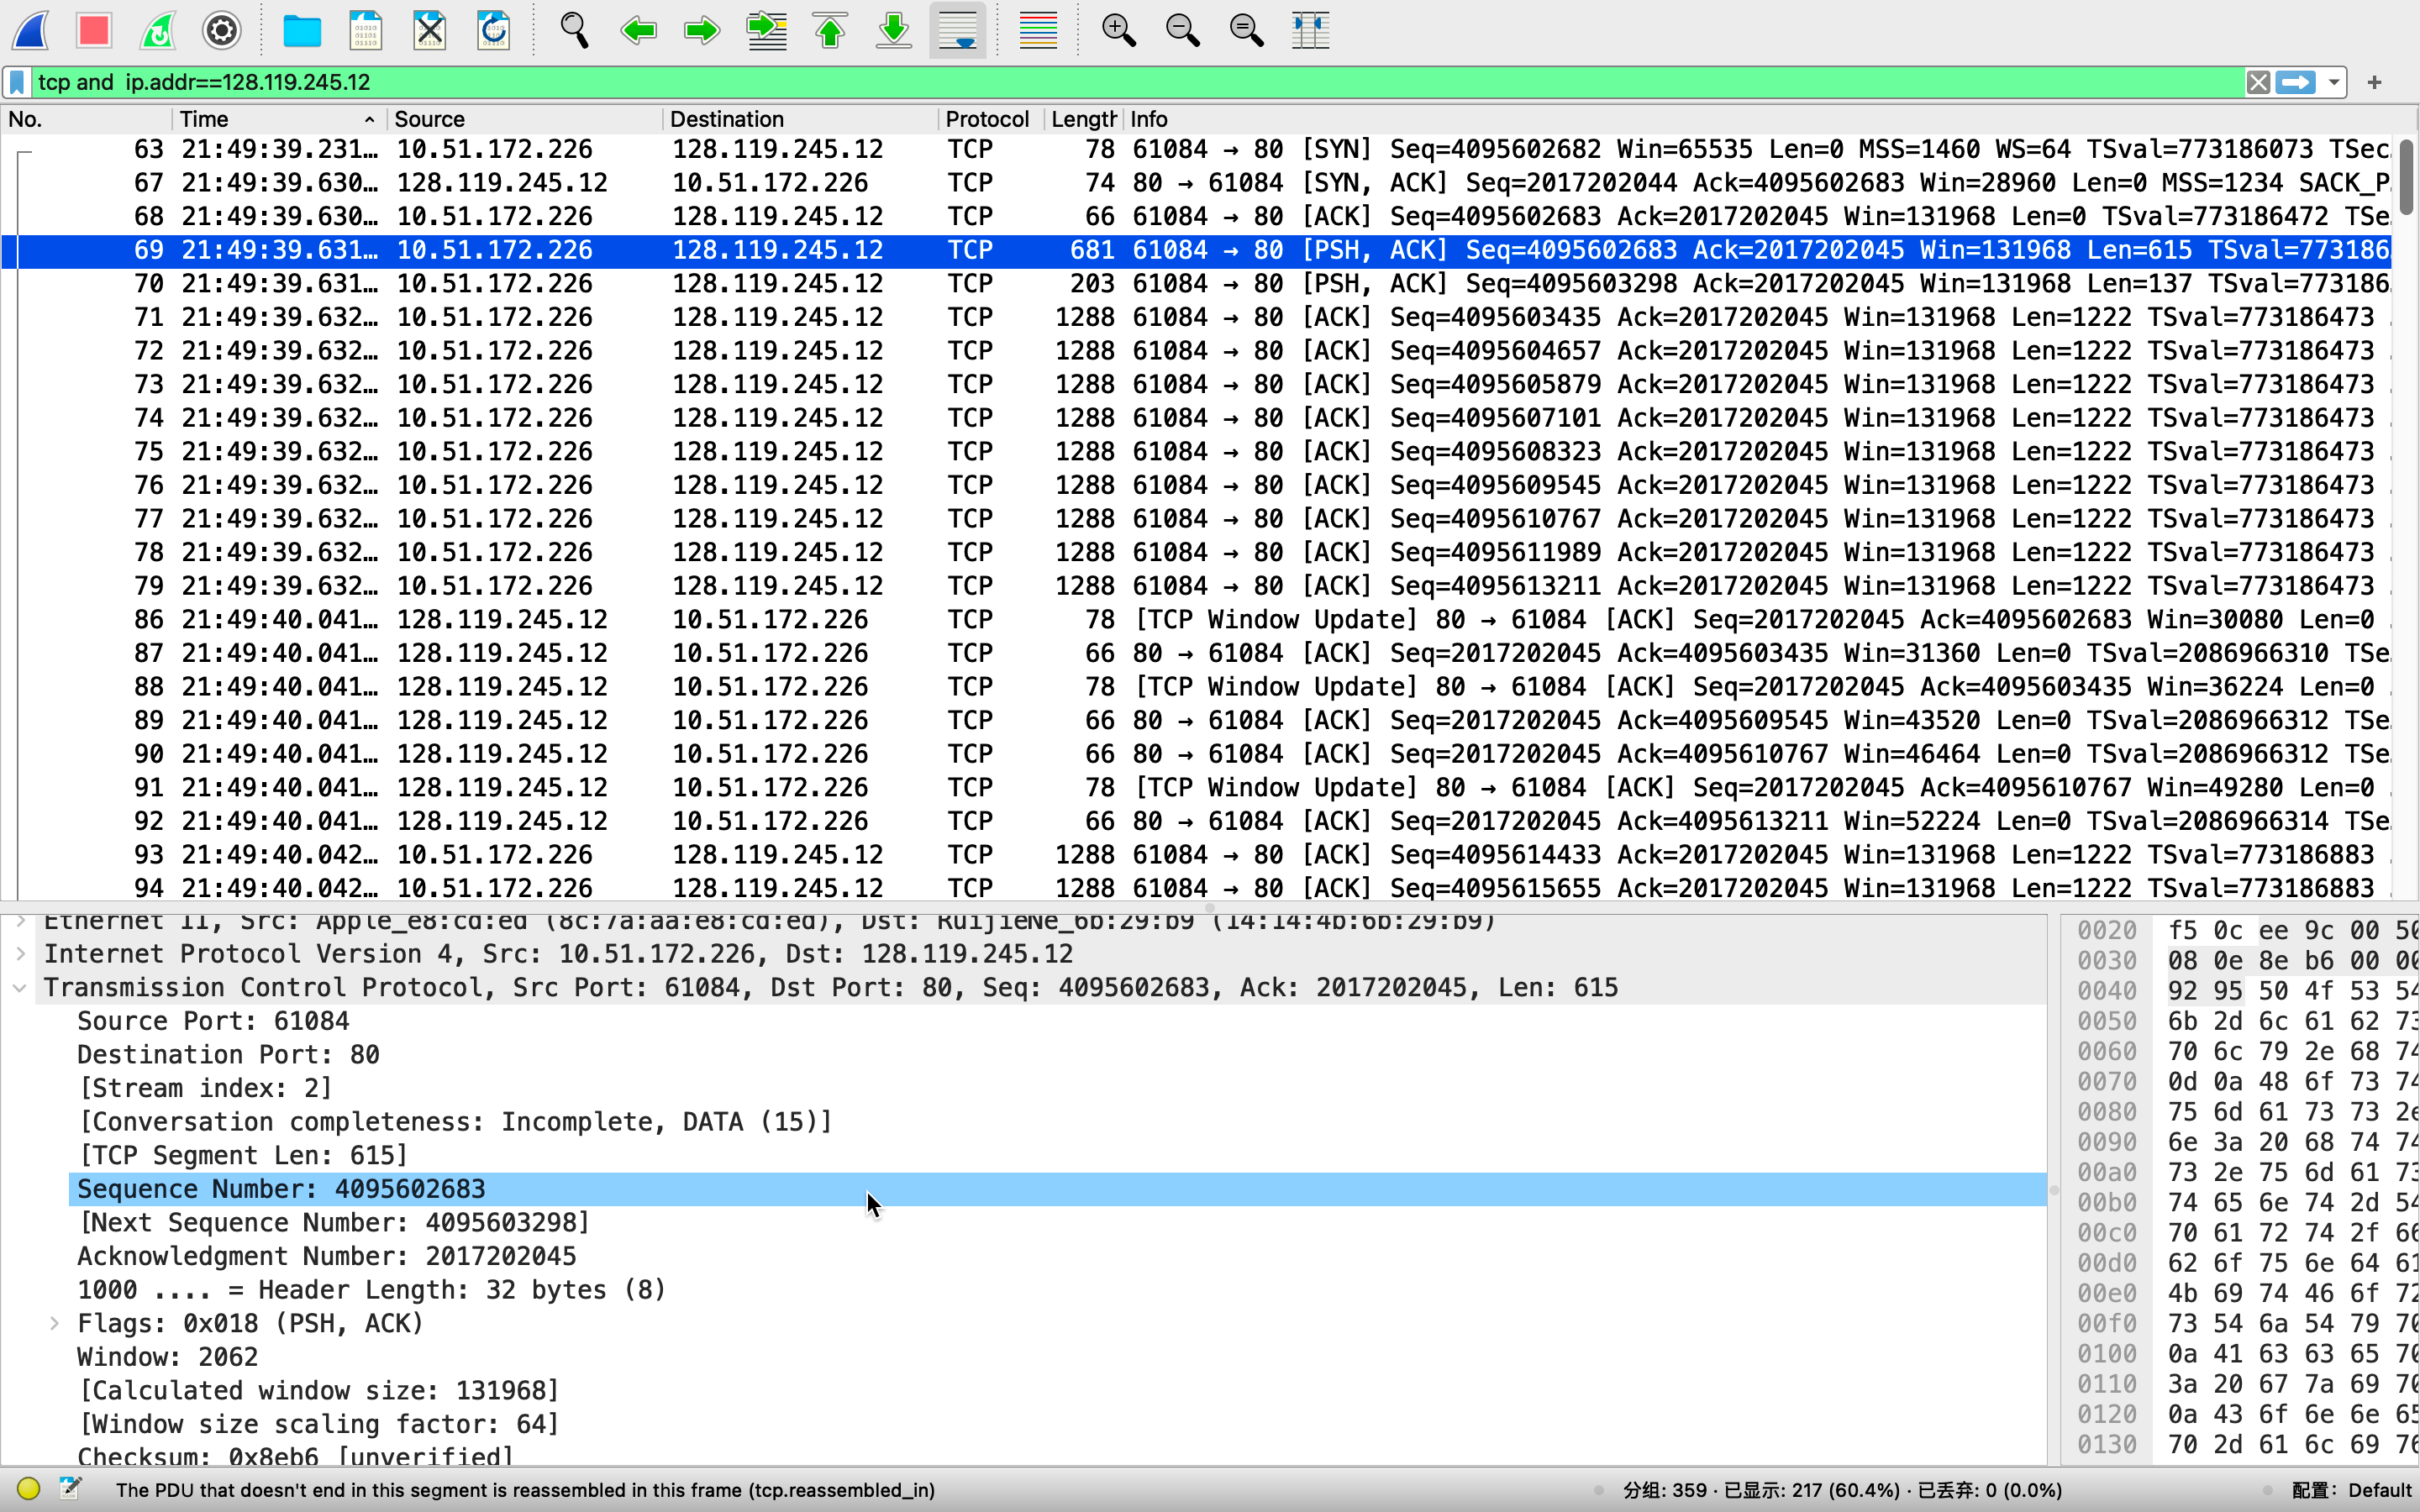 tcp and  ip.addr==128.119.245.12
No. Time Source Destination Protocol Length Info
63 21:49:39.231… 10.51.172.226 128.119.245.12 TCP 78 61084 → 80 [SYN] Seq=4095602682 Win=65535 Len=0 MSS=1460 WS=64 TSval=773186073 TSec
67 21:49:39.630… 128.119.245.12 10.51.172.226 TCP 74 80 → 61084 [SYN, ACK] Seq=2017202044 Ack=4095602683 Win=28960 Len=0 MSS=1234 SACK_P
68 21:49:39.630… 10.51.172.226 128.119.245.12 TCP 66 61084 → 80 [ACK] Seq=4095602683 Ack=2017202045 Win=131968 Len=0 TSval=773186472 TSe
69 21:49:39.631… 10.51.172.226 128.119.245.12 TCP 681 61084 → 80 [PSH, ACK] Seq=4095602683 Ack=2017202045 Win=131968 Len=615 TSval=773186
70 21:49:39.631… 10.51.172.226 128.119.245.12 TCP 203 61084 → 80 [PSH, ACK] Seq=4095603298 Ack=2017202045 Win=131968 Len=137 TSval=773186
71 21:49:39.632… 10.51.172.226 128.119.245.12 TCP 1288 61084 → 80 [ACK] Seq=4095603435 Ack=2017202045 Win=131968 Len=1222 TSval=773186473
72 21:49:39.632… 10.51.172.226 128.119.245.12 TCP 1288 61084 → 80 [ACK] Seq=4095604657 Ack=2017202045 Win=131968 Len=1222 TSval=773186473
73 21:49:39.632… 10.51.172.226 128.119.245.12 TCP 1288 61084 → 80 [ACK] Seq=4095605879 Ack=2017202045 Win=131968 Len=1222 TSval=773186473
74 21:49:39.632… 10.51.172.226 128.119.245.12 TCP 1288 61084 → 80 [ACK] Seq=4095607101 Ack=2017202045 Win=131968 Len=1222 TSval=773186473
75 21:49:39.632… 10.51.172.226 128.119.245.12 TCP 1288 61084 → 80 [ACK] Seq=4095608323 Ack=2017202045 Win=131968 Len=1222 TSval=773186473
76 21:49:39.632… 10.51.172.226 128.119.245.12 TCP 1288 61084 → 80 [ACK] Seq=4095609545 Ack=2017202045 Win=131968 Len=1222 TSval=773186473
77 21:49:39.632… 10.51.172.226 128.119.245.12 TCP 1288 61084 → 80 [ACK] Seq=4095610767 Ack=2017202045 Win=131968 Len=1222 TSval=773186473
78 21:49:39.632… 10.51.172.226 128.119.245.12 TCP 1288 61084 → 80 [ACK] Seq=4095611989 Ack=2017202045 Win=131968 Len=1222 TSval=773186473
79 21:49:39.632… 10.51.172.226 128.119.245.12 TCP 1288 61084 → 80 [ACK] Seq=4095613211 Ack=2017202045 Win=131968 Len=1222 TSval=773186473
86 21:49:40.041… 128.119.245.12 10.51.172.226 TCP 78 [TCP Window Update] 80 → 61084 [ACK] Seq=2017202045 Ack=4095602683 Win=30080 Len=0
87 21:49:40.041… 128.119.245.12 10.51.172.226 TCP 66 80 → 61084 [ACK] Seq=2017202045 Ack=4095603435 Win=31360 Len=0 TSval=2086966310 TSe
88 21:49:40.041… 128.119.245.12 10.51.172.226 TCP 78 [TCP Window Update] 80 → 61084 [ACK] Seq=2017202045 Ack=4095603435 Win=36224 Len=0
89 21:49:40.041… 128.119.245.12 10.51.172.226 TCP 66 80 → 61084 [ACK] Seq=2017202045 Ack=4095609545 Win=43520 Len=0 TSval=2086966312 TSe
90 21:49:40.041… 128.119.245.12 10.51.172.226 TCP 66 80 → 61084 [ACK] Seq=2017202045 Ack=4095610767 Win=46464 Len=0 TSval=2086966312 TSe
91 21:49:40.041… 128.119.245.12 10.51.172.226 TCP 78 [TCP Window Update] 80 → 61084 [ACK] Seq=2017202045 Ack=4095610767 Win=49280 Len=0
92 21:49:40.041… 128.119.245.12 10.51.172.226 TCP 66 80 → 61084 [ACK] Seq=2017202045 Ack=4095613211 Win=52224 Len=0 TSval=2086966314 TSe
93 21:49:40.042… 10.51.172.226 128.119.245.12 TCP 1288 61084 → 80 [ACK] Seq=4095614433 Ack=2017202045 Win=131968 Len=1222 TSval=773186883
94 21:49:40.042… 10.51.172.226 128.119.245.12 TCP 1288 61084 → 80 [ACK] Seq=4095615655 Ack=2017202045 Win=131968 Len=1222 TSval=773186883
Ethernet II, Src: Apple_e8:cd:ed (8c:7a:aa:e8:cd:ed), Dst: RuijieNe_6b:29:b9 (14:14:4b:6b:29:b9)
Internet Protocol Version 4, Src: 10.51.172.226, Dst: 128.119.245.12
Transmission Control Protocol, Src Port: 61084, Dst Port: 80, Seq: 4095602683, Ack: 2017202045, Len: 615
Source Port: 61084
Destination Port: 80
[Stream index: 2]
[Conversation completeness: Incomplete, DATA (15)]
[TCP Segment Len: 615]
Sequence Number: 4095602683
[Next Sequence Number: 4095603298]
Acknowledgment Number: 2017202045
1000 .... = Header Length: 32 bytes (8)
Flags: 0x018 (PSH, ACK)
Window: 2062
[Calculated window size: 131968]
[Window size scaling factor: 64]
Checksum: 0x8eb6 [unverified]
0020 f5 0c ee 9c 00 50
0030 08 0e 8e b6 00 00
0040 92 95 50 4f 53 54
0050 6b 2d 6c 61 62 73
0060 70 6c 79 2e 68 74
0070 0d 0a 48 6f 73 74
0080 75 6d 61 73 73 2e
0090 6e 3a 20 68 74 74
00a0 73 2e 75 6d 61 73
00b0 74 65 6e 74 2d 54
00c0 70 61 72 74 2f 66
00d0 62 6f 75 6e 64 61
00e0 4b 69 74 46 6f 72
00f0 73 54 6a 54 79 70
0100 0a 41 63 63 65 70
0110 3a 20 67 7a 69 70
0120 0a 43 6f 6e 6e 65
0130 70 2d 61 6c 69 76
The PDU that doesn't end in this segment is reassembled in this frame (tcp.reassembled_in)
分组: 359 · 已显示: 217 (60.4%) · 已丢弃: 0 (0.0%)
配置: Default